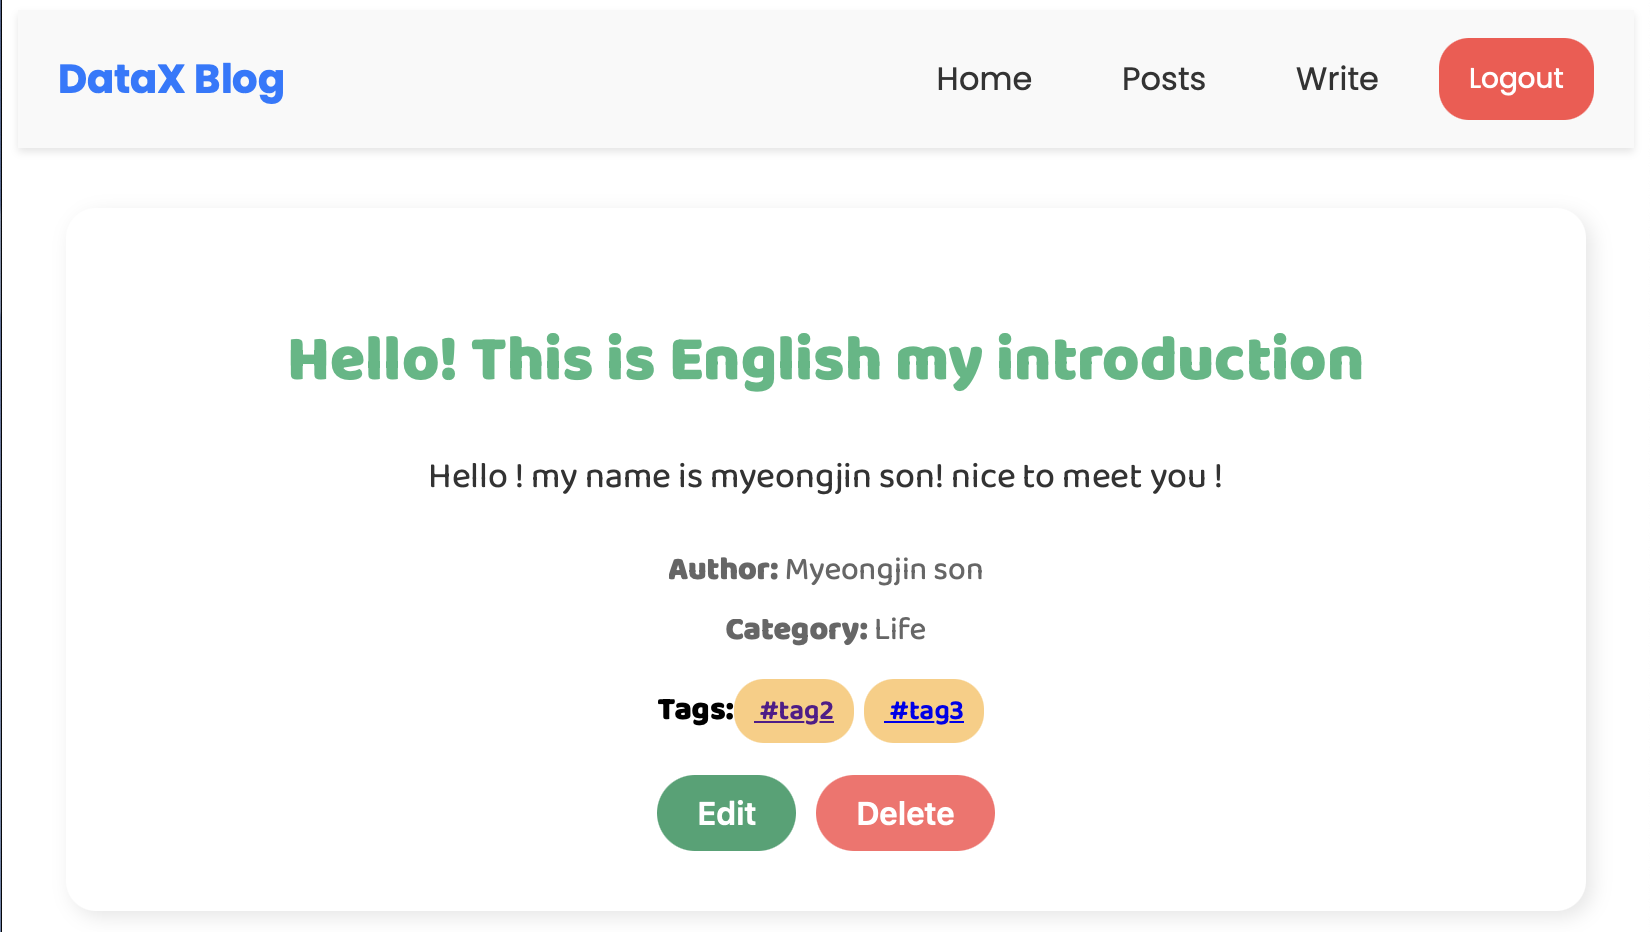 DataX Blog Home Posts Write Logout
Hello! This is English my introduction
Hello ! my name is myeongjin son! nice to meet you !
Author: Myeongjin son
Category: Life
Tags: #tag2 #tag3
Edit Delete